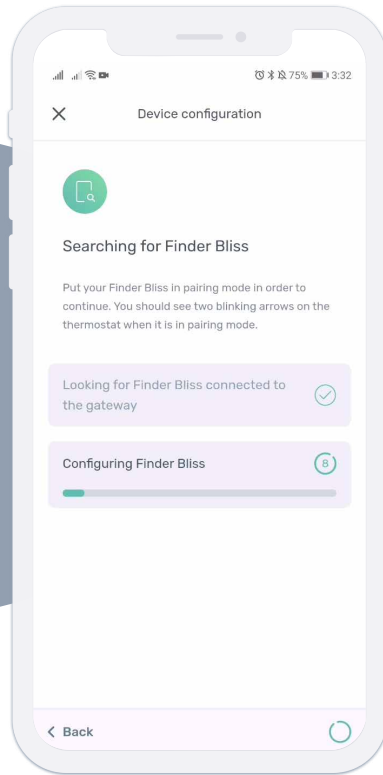 75% 3:32
Device configuration
Searching for Finder Bliss
Put your Finder Bliss in pairing mode in order to
continue. You should see two blinking arrows on the
thermostat when it is in pairing mode.
Looking for Finder Bliss connected to
the gateway
Configuring Finder Bliss
8
Back